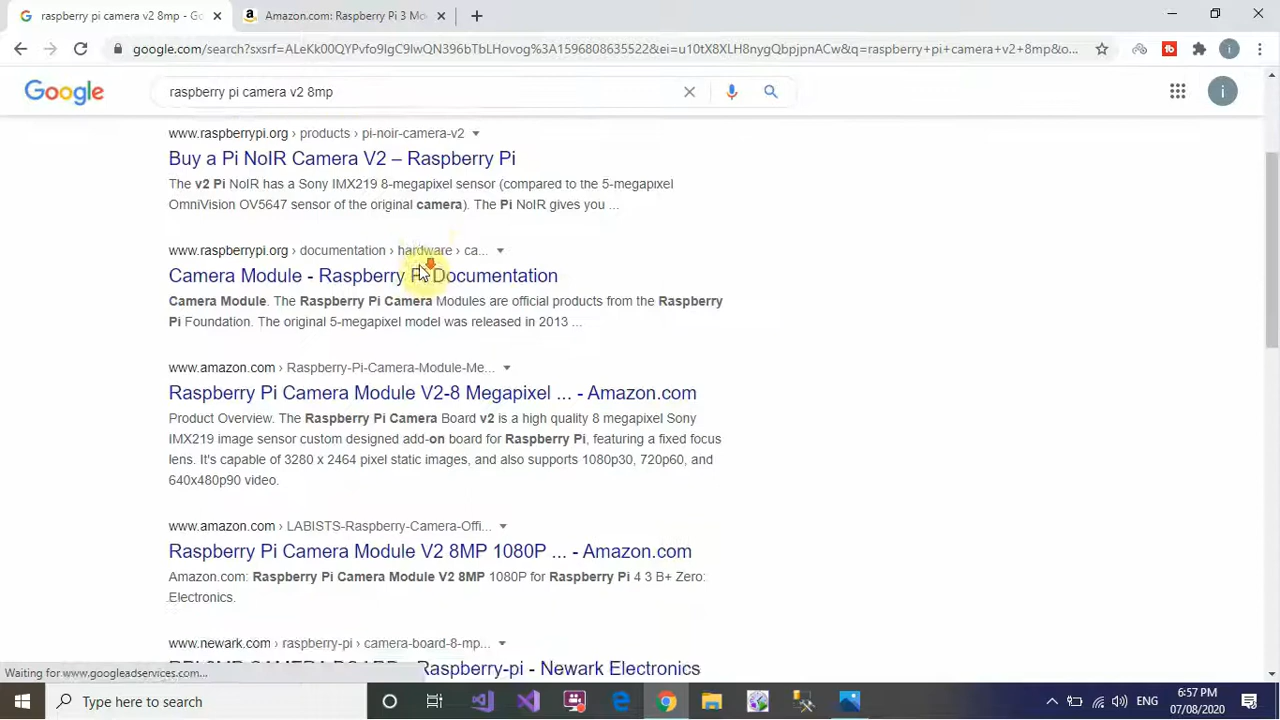 raspberry pi camera v2 8mp - Go
Amazon.com: Raspberry Pi 3 Mo
google.com/search?sxsrf=ALeKk00QYPvfo9IgC9IwQN396bTbLHovog%3A1596808635522&ei=u10tX8XLH8nygQbpjpnACw&q=raspberry+pi+camera+v2+8mp&o...
Google
raspberry pi camera v2 8mp
i
www.raspberrypi.org › products › pi-noir-camera-v2
Buy a Pi NoIR Camera V2 – Raspberry Pi
The v2 Pi NoIR has a Sony IMX219 8-megapixel sensor (compared to the 5-megapixel
OmniVision OV5647 sensor of the original camera). The Pi NoIR gives you ...
www.raspberrypi.org › documentation › hardware › ca...
Camera Module - Raspberry Pi Documentation
Camera Module. The Raspberry Pi Camera Modules are official products from the Raspberry
Pi Foundation. The original 5-megapixel model was released in 2013 ...
www.amazon.com › Raspberry-Pi-Camera-Module-Me...
Raspberry Pi Camera Module V2-8 Megapixel ... - Amazon.com
Product Overview. The Raspberry Pi Camera Board v2 is a high quality 8 megapixel Sony
IMX219 image sensor custom designed add-on board for Raspberry Pi, featuring a fixed focus
lens. It's capable of 3280 x 2464 pixel static images, and also supports 1080p30, 720p60, and
640x480p90 video.
www.amazon.com › LABISTS-Raspberry-Camera-Offi...
Raspberry Pi Camera Module V2 8MP 1080P ... - Amazon.com
Amazon.com: Raspberry Pi Camera Module V2 8MP 1080P for Raspberry Pi 4 3 B+ Zero:
Electronics.
www.newark.com › raspberry-pi › camera-board-8-mp...
RPI 8MP CAMERA BOARD - Raspberry-pi - Newark Electronics
Waiting for www.googleadservices.com...
Type here to search
ENG
6:57 PM
07/08/2020